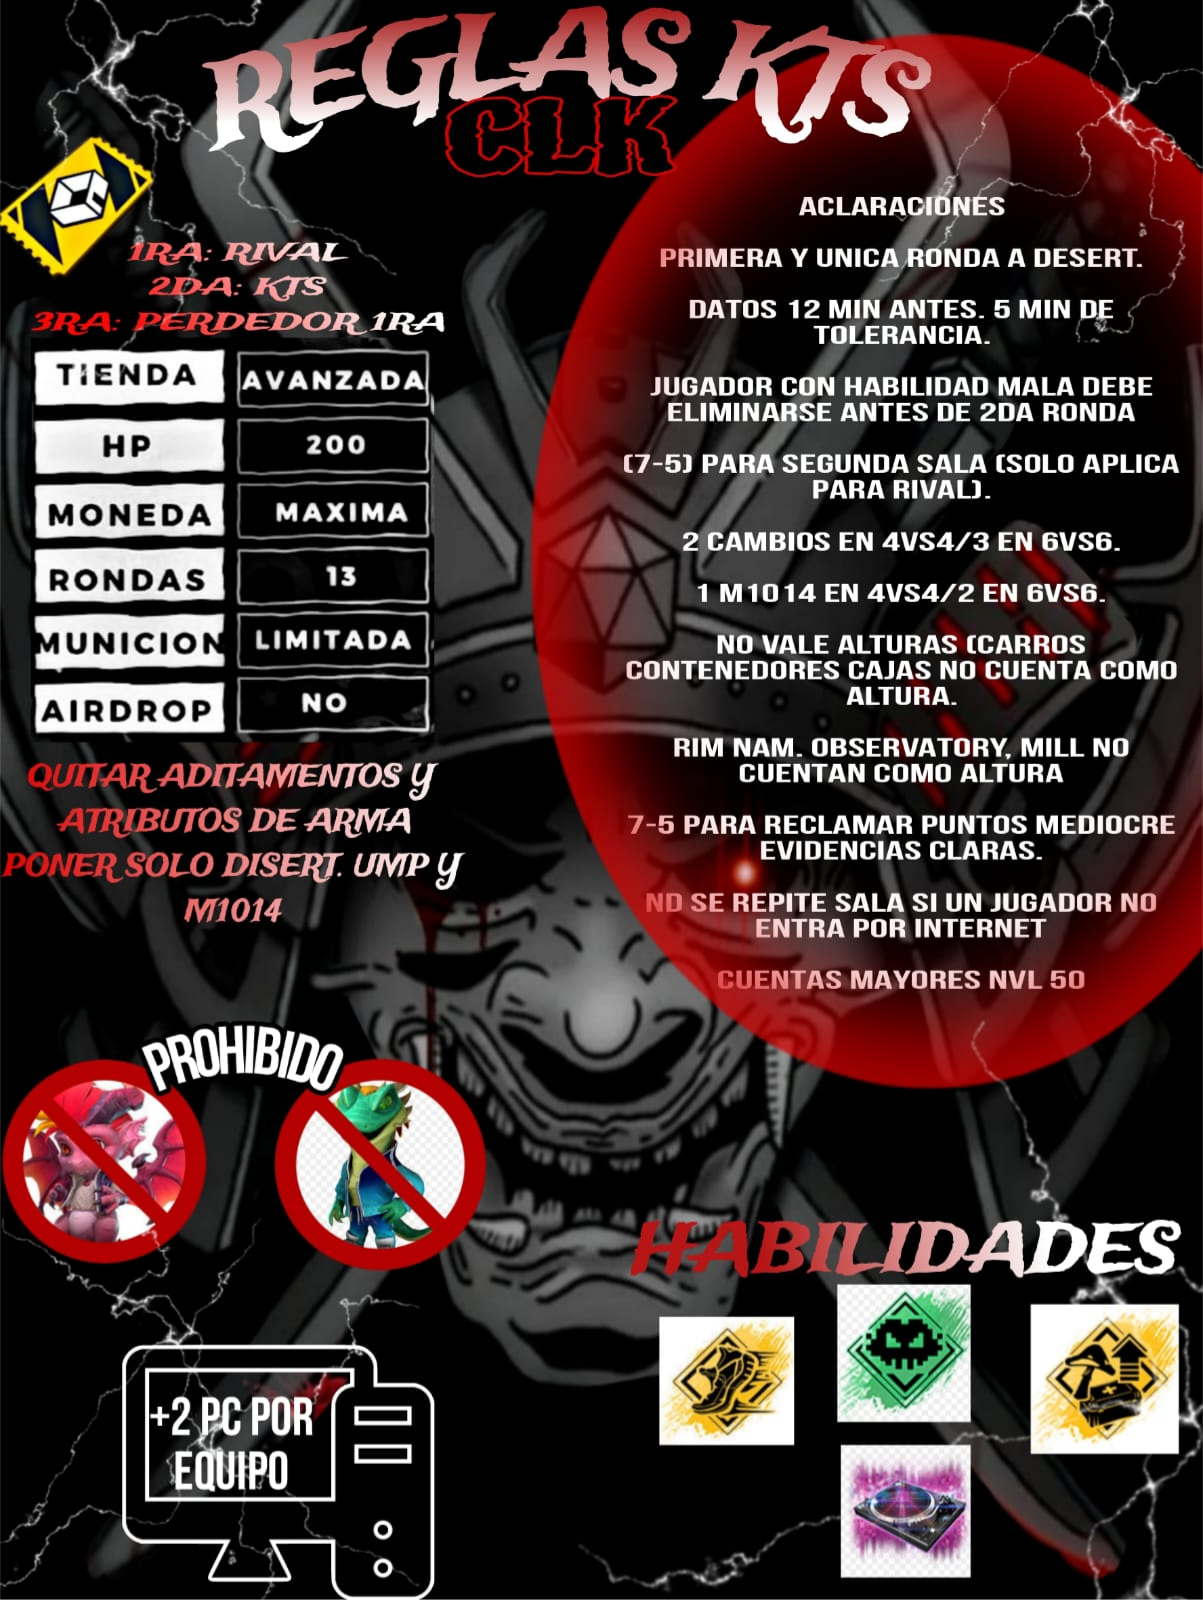 REGLAS KTS
CLK
1RA: RIVAL
2DA: KTS
3RA: PERDEDOR 1RA
TIENDA AVANZADA
HP 200
MONEDA MAXIMA
RONDAS 13
MUNICION LIMITADA
AIRDROP NO
QUITAR ADITAMENTOS Y
ATRIBUTOS DE ARMA
PONER SOLO DISERT. UMP Y
M1014
ACLARACIONES
PRIMERA Y UNICA RONDA A DESERT.
DATOS 12 MIN ANTES. 5 MIN DE
TOLERANCIA.
JUGADOR CON HABILIDAD MALA DEBE
ELIMINARSE ANTES DE 2DA RONDA
(7-5) PARA SEGUNDA SALA (SOLO APLICA
PARA RIVAL).
2 CAMBIOS EN 4VS4/3 EN 6VS6.
1 M1014 EN 4VS4/2 EN 6VS6.
NO VALE ALTURAS (CARROS
CONTENEDORES CAJAS NO CUENTA COMO
ALTURA.
RIM NAM. OBSERVATORY, MILL NO
CUENTAN COMO ALTURA
7-5 PARA RECLAMAR PUNTOS MEDIOCRE
EVIDENCIAS CLARAS.
NO SE REPITE SALA SI UN JUGADOR NO
ENTRA POR INTERNET
CUENTAS MAYORES NVL 50
PROHIBIDO
+2 PC POR
EQUIPO
HABILIDADES